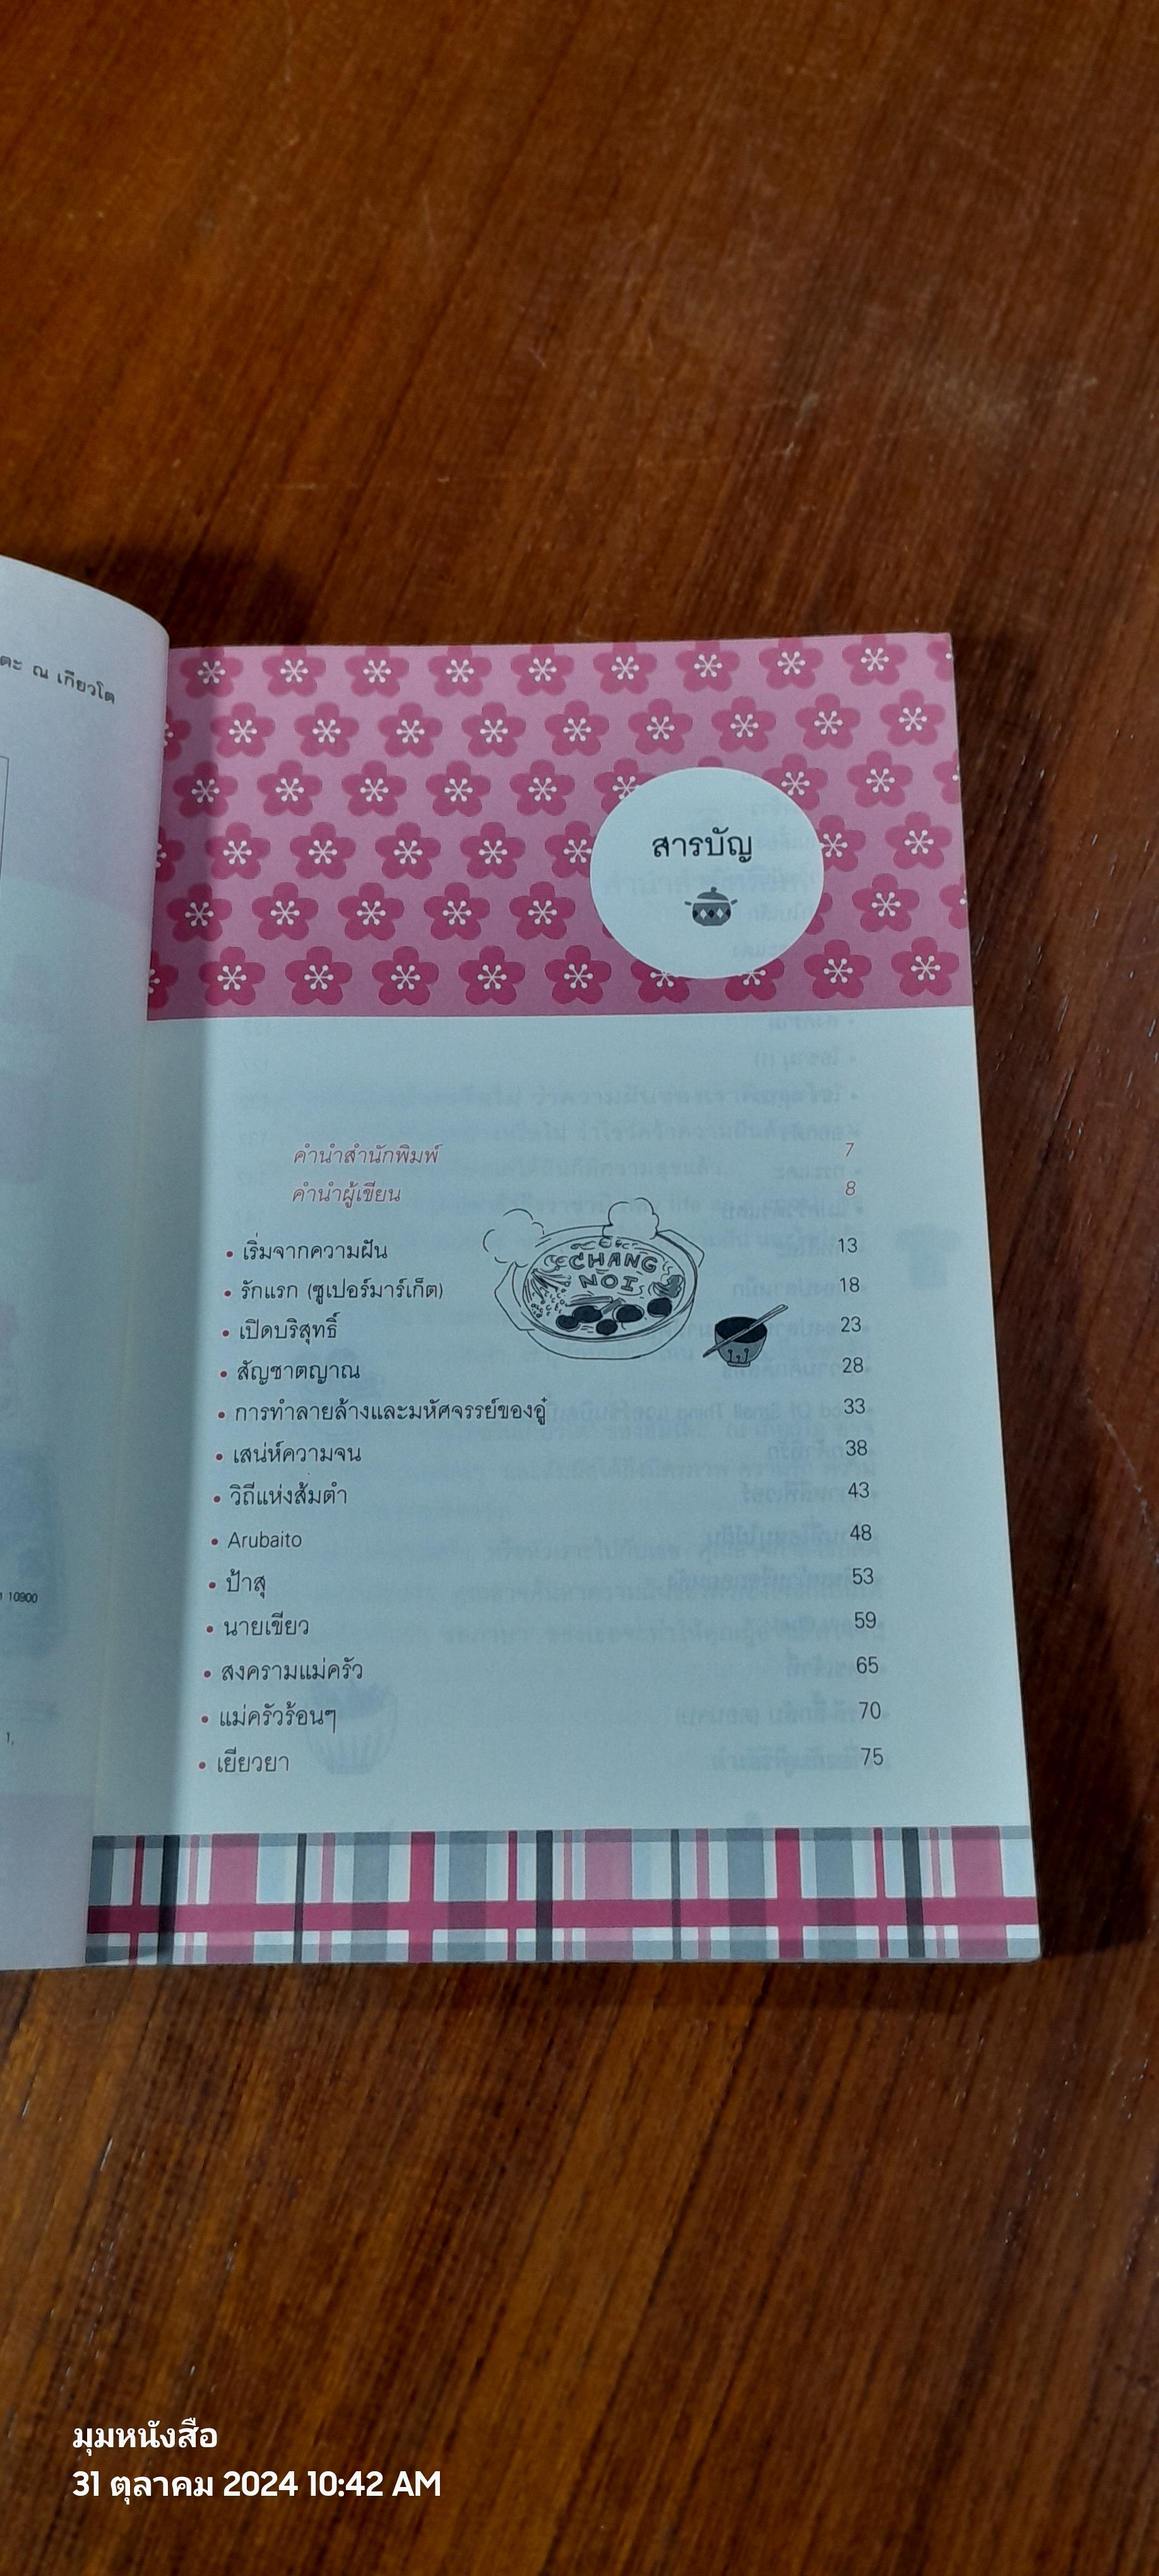 ณ เกียวโต
10900
1,
สารบัญ
คำนำสำนักพิมพ์ 7
คำนำผู้เขียน 8
CHANG
NOI
• เริ่มจากความฝัน 13
• รักแรก (ซูเปอร์มาร์เก็ต) 18
• เปิดบริสุทธิ์ 23
• สัญชาตญาณ 28
• การทำลายล้างและมหัศจรรย์ของอู๋ 33
• เสน่ห์ความจน 38
• วิถีแห่งส้มตำ 43
• Arubaito 48
• ป้าสุ 53
• นายเขียว 59
• สงครามแม่ครัว 65
• แม่ครัวร้อนๆ 70
• เยียวยา 75
มุมหนังสือ
31 ตุลาคม 2024 10:42 AM